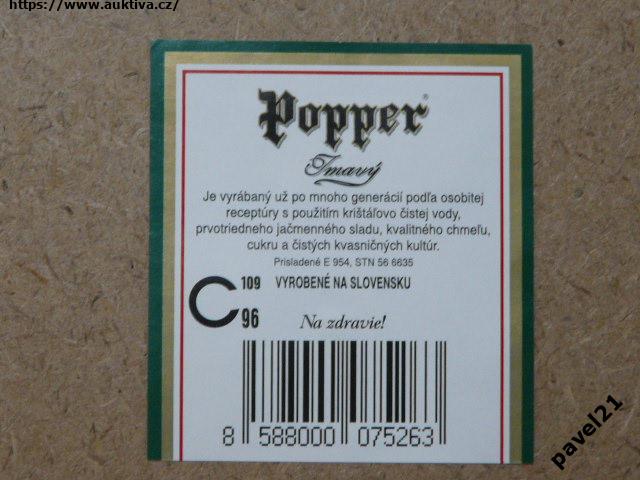 https://www.auktiva.cz/
Popper®
Tmavý
Je vyrábaný už po mnoho generácií podľa osobitej
receptúry s použitím krištáľovo čistej vody,
prvotriedneho jačmenného sladu, kvalitného chmeľu,
cukru a čistých kvasničných kultúr.
Prisladené E 954, STN 56 6635
C 109 VYROBENÉ NA SLOVENSKU
96 Na zdravie!
8 588000 075263
pavel21